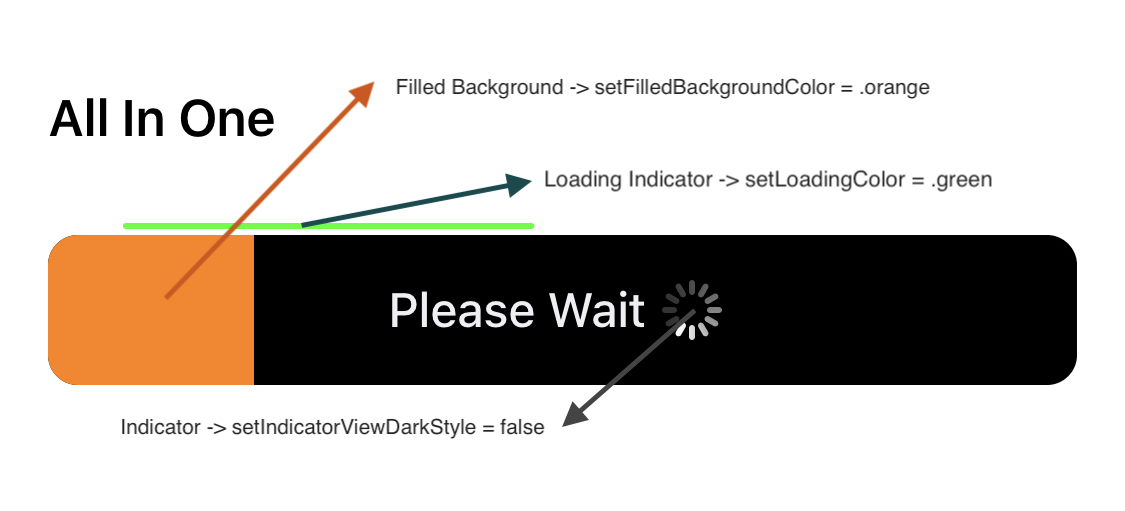 Filled Background -> setFilledBackgroundColor = .orange
All In One
Loading Indicator -> setLoadingColor = .green
Please Wait
Indicator -> setIndicatorViewDarkStyle = false